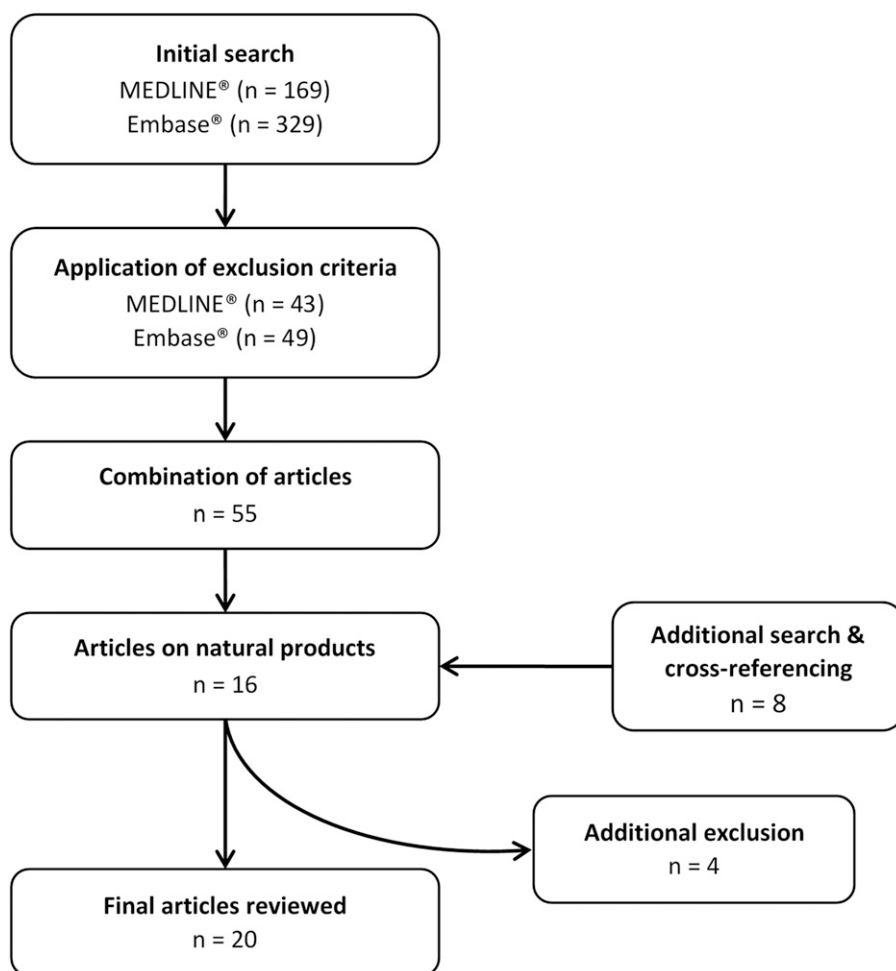 Initial search
MEDLINE® (n = 169)
Embase® (n = 329)
Application of exclusion criteria
MEDLINE® (n = 43)
Embase® (n = 49)
Combination of articles
n = 55
Articles on natural products
n = 16
Additional search &
cross-referencing
n = 8
Additional exclusion
n = 4
Final articles reviewed
n = 20